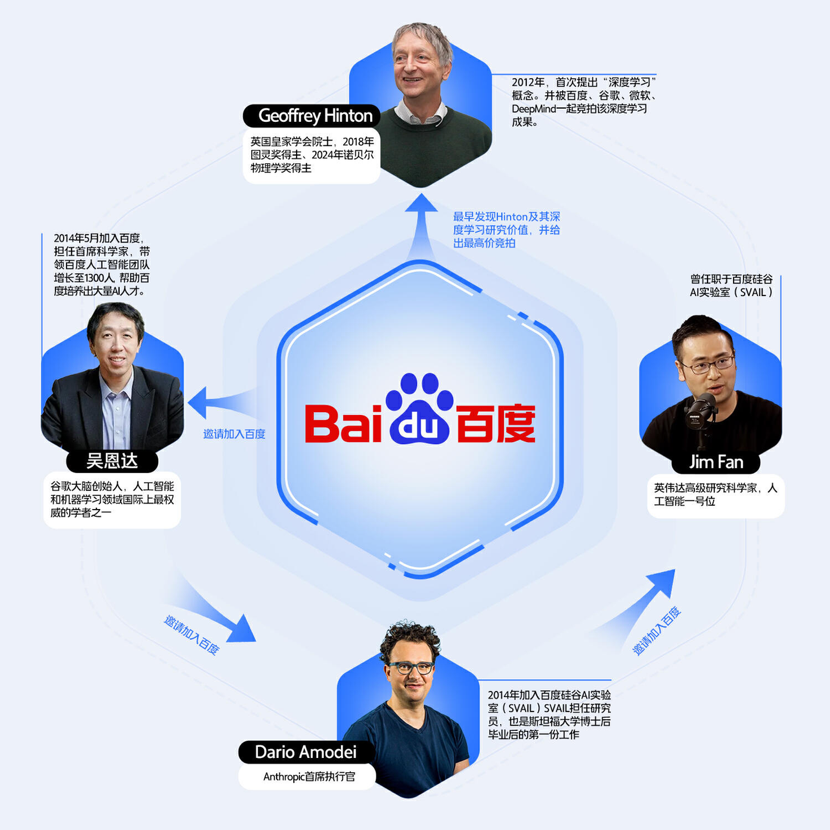 Geoffrey Hinton
英国皇家学会院士，2018年
图灵奖得主、2024年诺贝尔
物理学奖得主
2012年，首次提出“深度学习”
概念。并被百度、谷歌、微软、
DeepMind一起竞拍该深度学习
成果。
最早发现Hinton及其深
度学习研究价值，并给
出最高价竞拍
2014年5月加入百度，
担任首席科学家，带
领百度人工智能团队
增长至1300人, 帮助百
度培养出大量AI人才。
曾任职于百度硅谷
AI实验室（SVAIL）
Baidu百度
邀请加入百度
吴恩达
谷歌大脑创始人、人工智能
和机器学习领域国际上最权
威的学者之一
Jim Fan
英伟达高级研究科学家，人
工智能一号位
邀请加入百度
邀请加入百度
2014年加入百度硅谷AI实验
室（SVAIL）SVAIL担任研究
员，也是斯坦福大学博士后
毕业后的第一份工作
Dario Amodei
Anthropic首席执行官